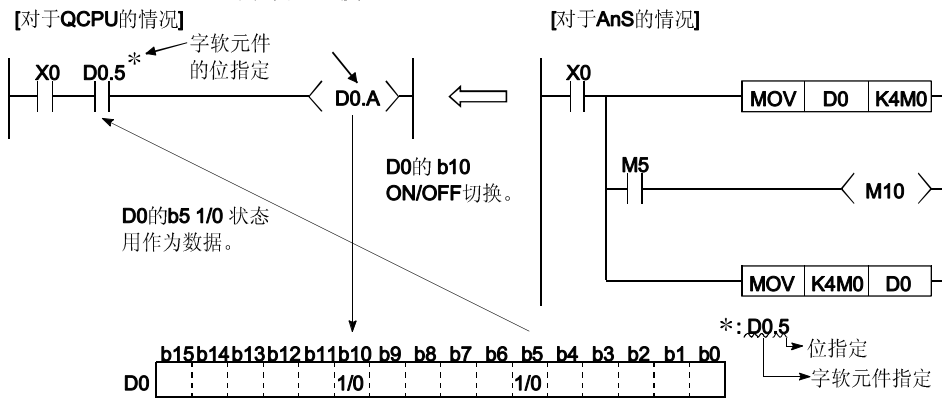 [对于QCPU的情况]
X0 D0.5 *
字软元件
的位指定
D0.A
D0的 b10
ON/OFF切换。
D0的b5 1/0 状态
用作为数据。
[对于AnS的情况]
X0
MOV D0 K4M0
M5
M10
MOV K4M0 D0
*: D0.5
位指定
字软元件指定
b15 b14 b13 b12 b11 b10 b9 b8 b7 b6 b5 b4 b3 b2 b1 b0
D0 1/0 1/0